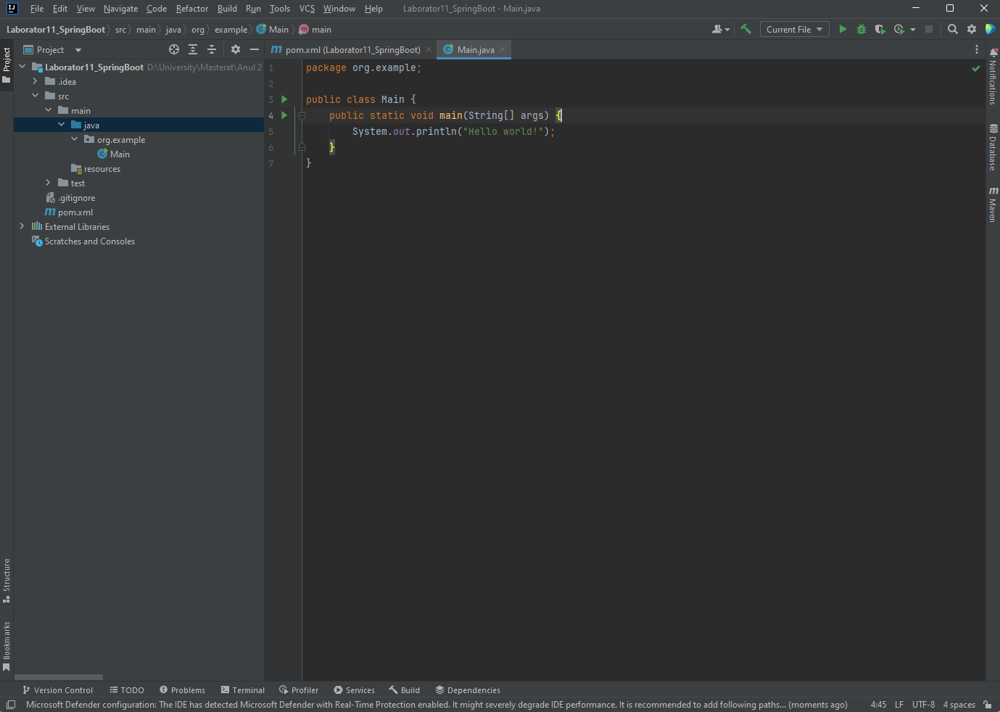 File Edit View Navigate Code Refactor Build Run Tools VCS Window Help Laborator11_SpringBoot - Main.java
Laborator11_SpringBoot src main java org example Main main
Current File
Project
pom.xml (Laborator11_SpringBoot)
Main.java
Project
Laborator11_SpringBoot D:\University\Masterat\Anul 2
.idea
src
main
java
org.example
Main
resources
test
.gitignore
pom.xml
External Libraries
Scratches and Consoles
1 package org.example;
2
3 public class Main {
4 public static void main(String[] args) {
5 System.out.println("Hello world!");
6 }
7 }
Notifications
Database
Maven
Structure
Bookmarks
Version Control TODO Problems Terminal Profiler Services Build Dependencies
Microsoft Defender configuration: The IDE has detected Microsoft Defender with Real-Time Protection enabled. It might severely degrade IDE performance. It is recommended to add following paths... (moments ago) 4:45 LF UTF-8 4 spaces